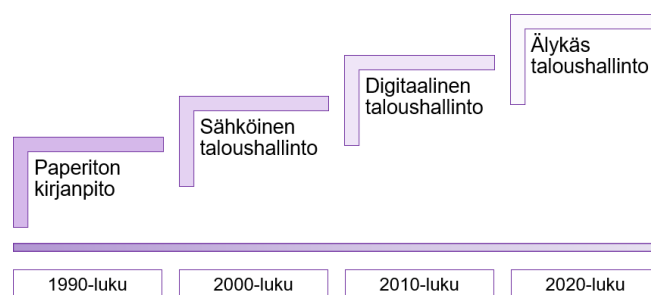 Paperiton
kirjanpito
Sähköinen
taloushallinto
Digitaalinen
taloushallinto
Älykäs
taloushallinto
1990-luku
2000-luku
2010-luku
2020-luku